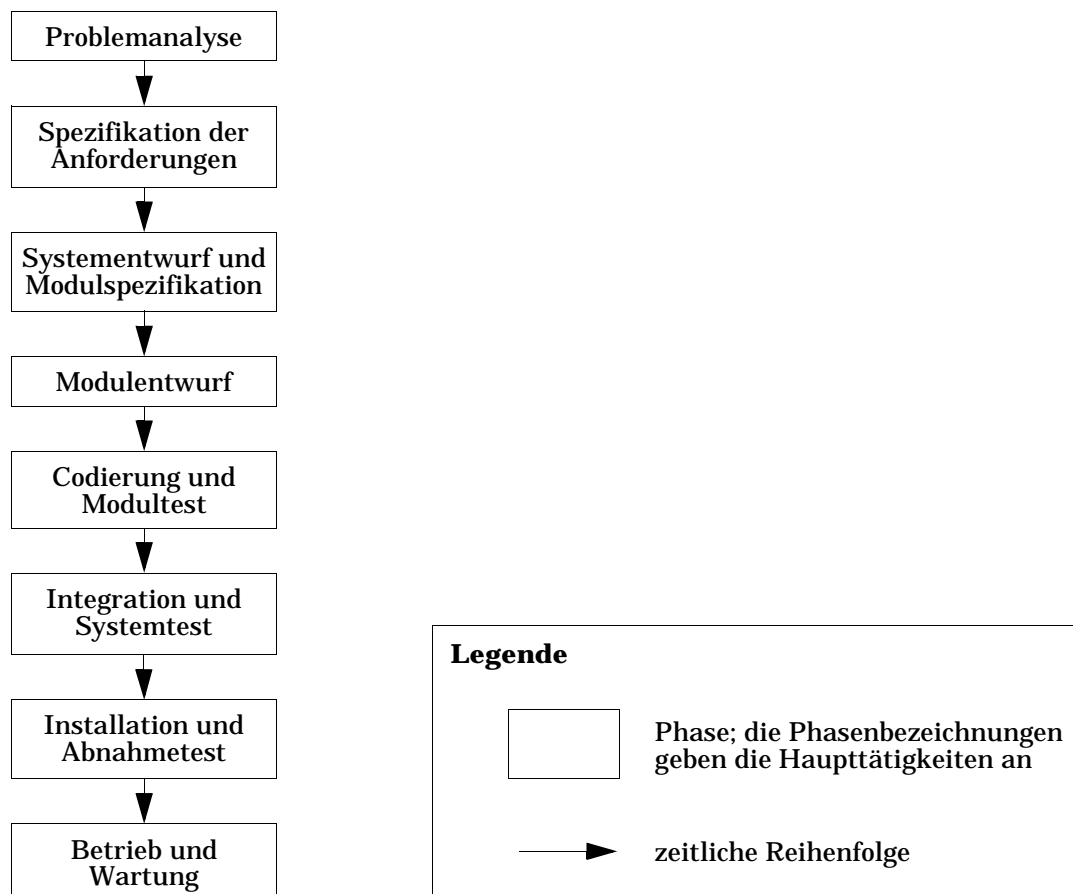 Problemanalyse
Spezifikation der
Anforderungen
Systementwurf und
Modulspezifikation
Modulentwurf
Codierung und
Modultest
Integration und
Systemtest
Installation und
Abnahmetest
Betrieb und
Wartung
Legende
Phase; die Phasenbezeichnungen
geben die Haupttätigkeiten an
zeitliche Reihenfolge